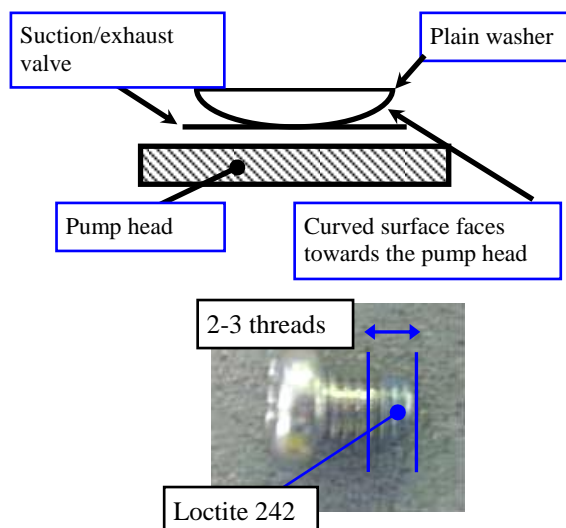 Suction/exhaust
valve
Plain washer
Pump head
Curved surface faces
towards the pump head
2-3 threads
Loctite 242